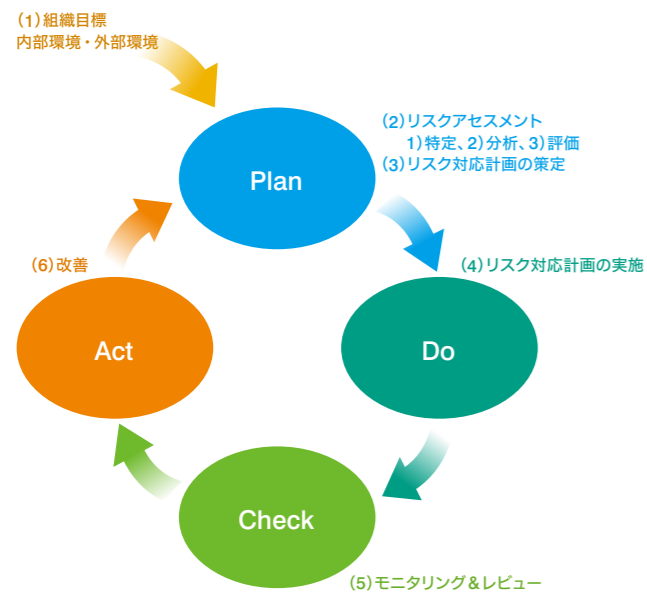 (1)組織目標
内部環境・外部環境
(2)リスクアセスメント
1)特定、2)分析、3)評価
(3)リスク対応計画の策定
Plan
(6)改善
(4)リスク対応計画の実施
Act
Do
Check
(5)モニタリング&レビュー